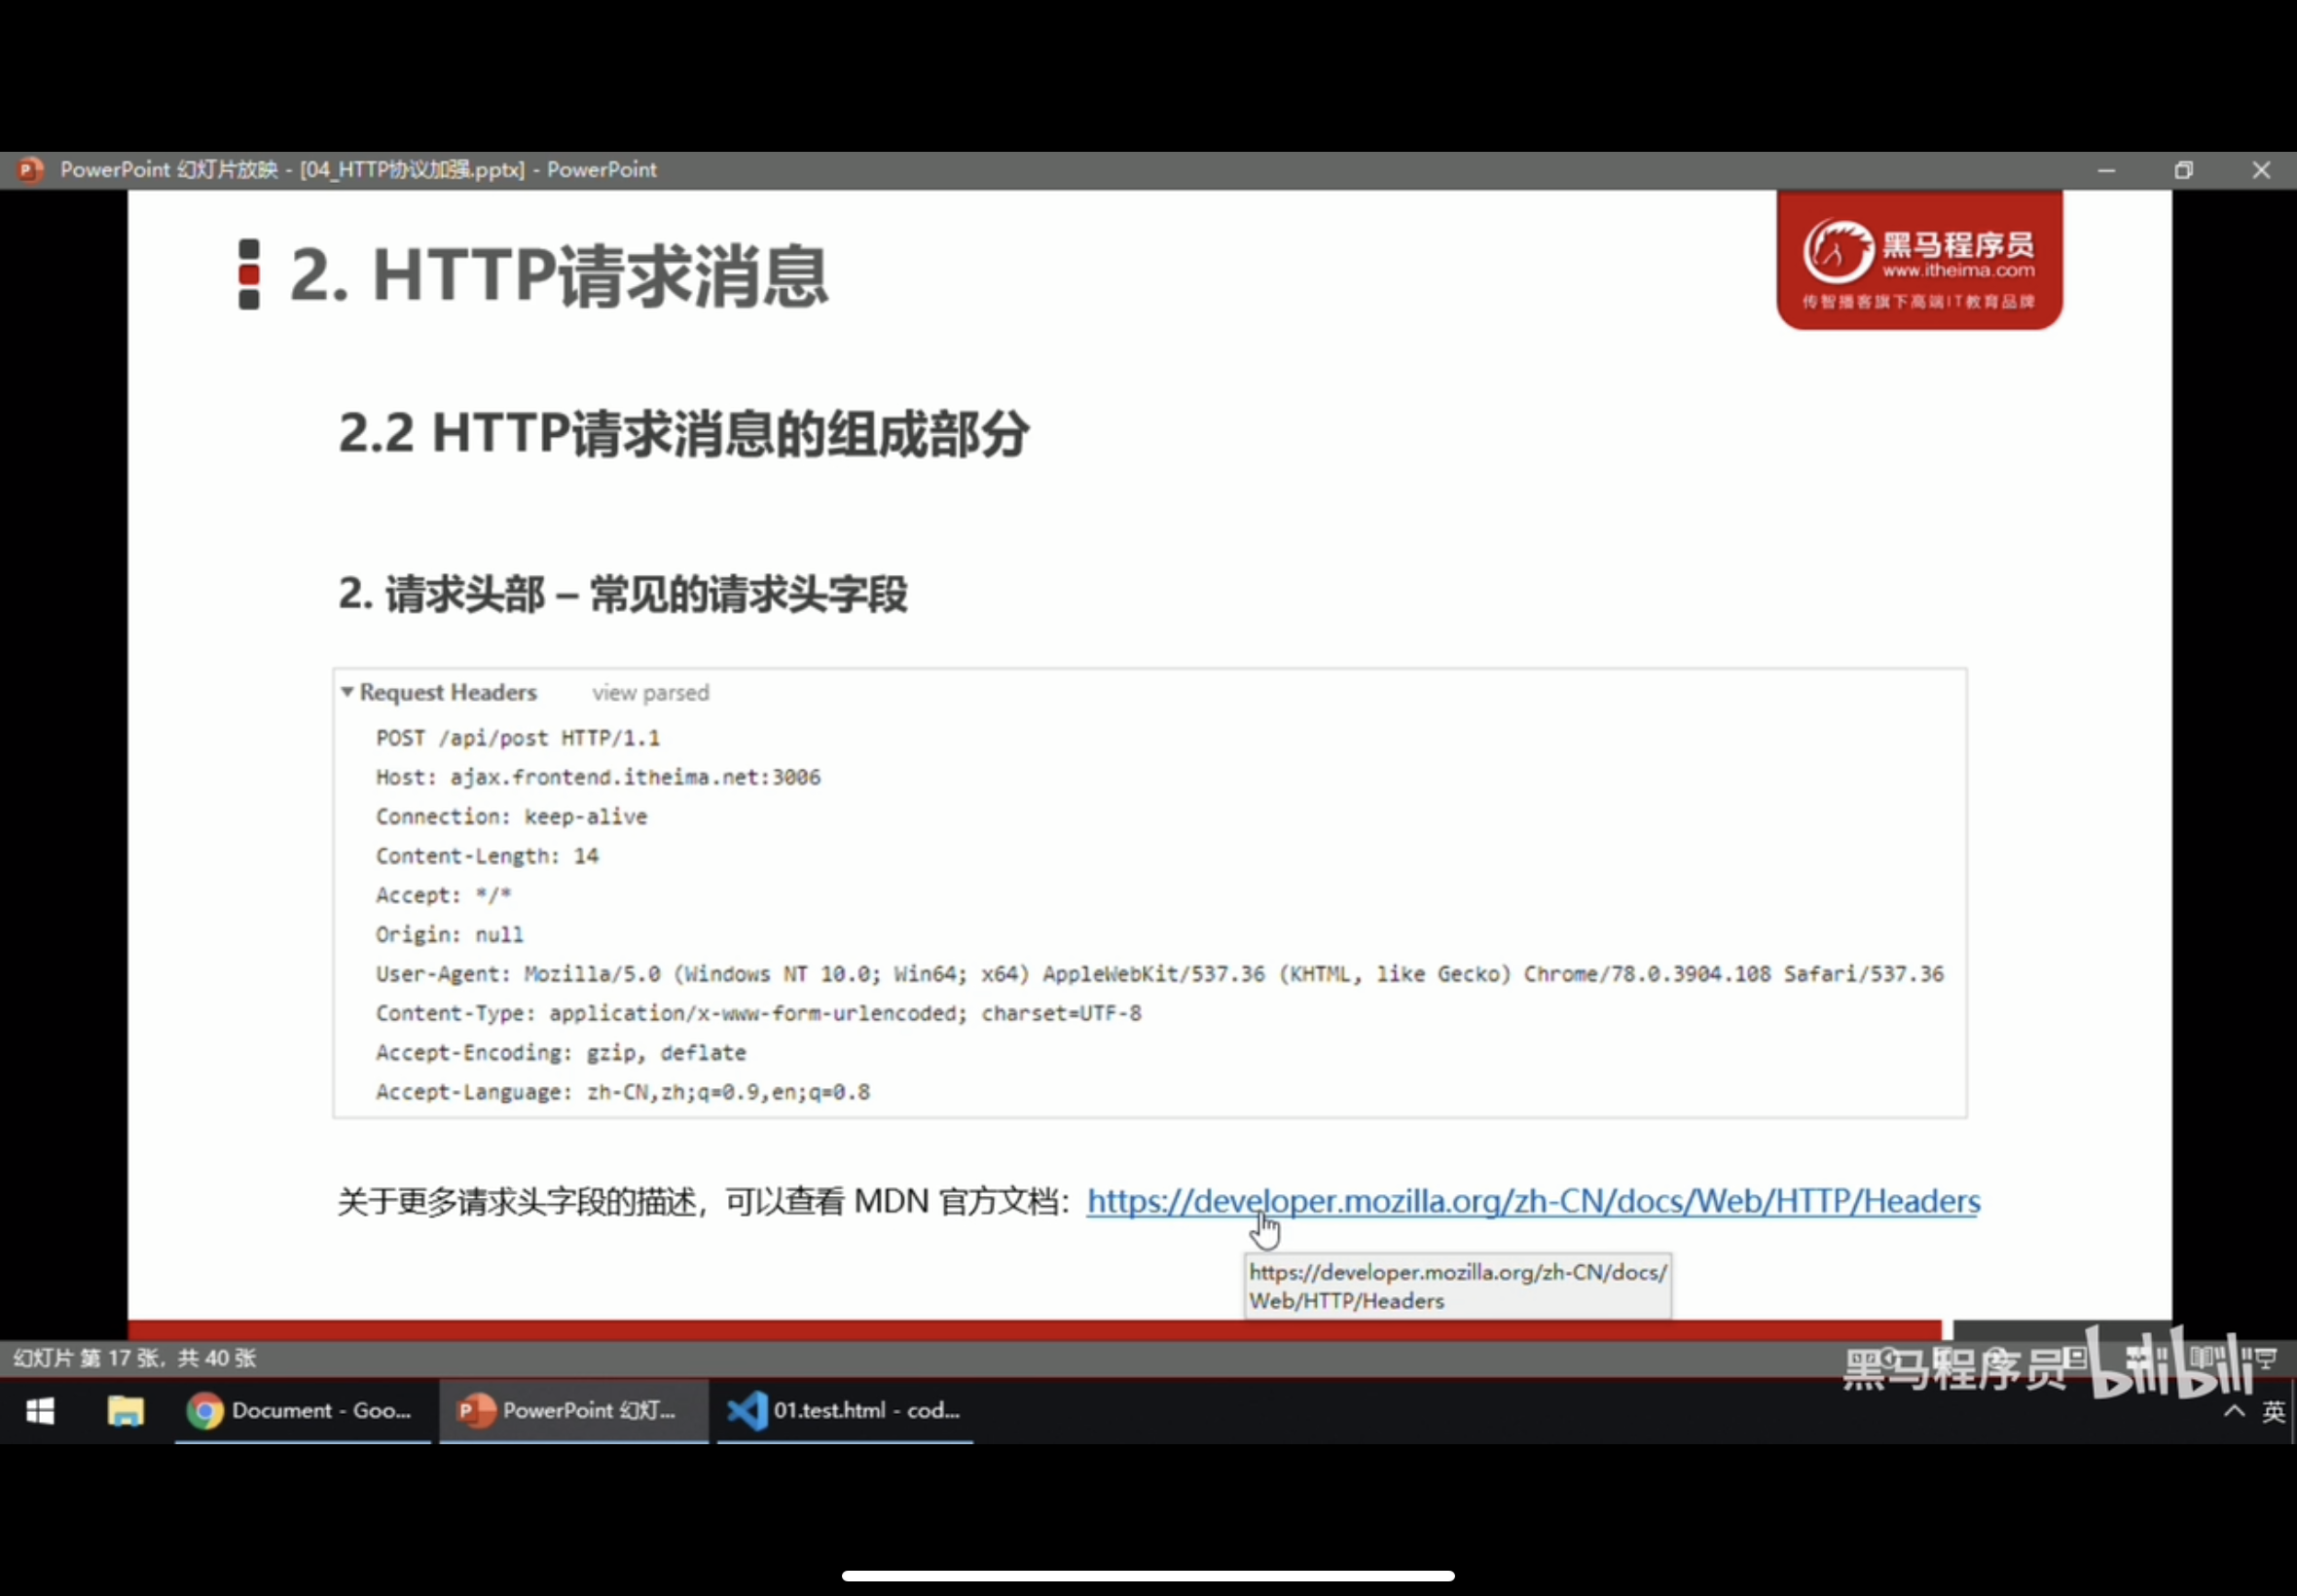 PowerPoint 幻灯片放映 - [04_HTTP协议加强.pptx] - PowerPoint
2. HTTP请求消息
黑马程序员
www.itheima.com
传智播客旗下高端IT教育品牌
2.2 HTTP请求消息的组成部分
2. 请求头部 – 常见的请求头字段
Request Headers view parsed
POST /api/post HTTP/1.1
Host: ajax.frontend.itheima.net:3006
Connection: keep-alive
Content-Length: 14
Accept: */*
Origin: null
User-Agent: Mozilla/5.0 (Windows NT 10.0; Win64; x64) AppleWebKit/537.36 (KHTML, like Gecko) Chrome/78.0.3904.108 Safari/537.36
Content-Type: application/x-www-form-urlencoded; charset=UTF-8
Accept-Encoding: gzip, deflate
Accept-Language: zh-CN,zh;q=0.9,en;q=0.8
关于更多请求头字段的描述，可以查看 MDN 官方文档：https://developer.mozilla.org/zh-CN/docs/Web/HTTP/Headers
https://developer.mozilla.org/zh-CN/docs/
Web/HTTP/Headers
幻灯片 第 17 张，共 40 张
黑马程序员 bilibili
Document - Goo...
PowerPoint 幻灯...
01.test.html - cod...
英